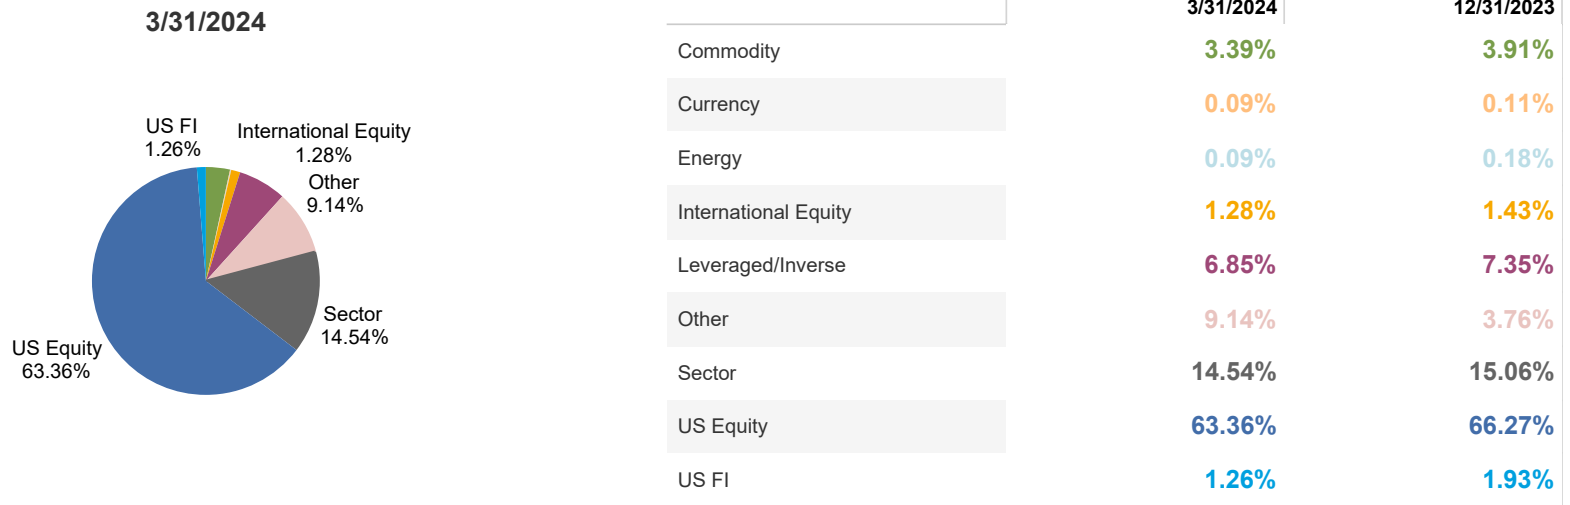 3/31/2024
US FI
1.26%
International Equity
1.28%
Other
9.14%
Sector
14.54%
US Equity
63.36%
3/31/2024 12/31/2023
Commodity 3.39% 3.91%
Currency 0.09% 0.11%
Energy 0.09% 0.18%
International Equity 1.28% 1.43%
Leveraged/Inverse 6.85% 7.35%
Other 9.14% 3.76%
Sector 14.54% 15.06%
US Equity 63.36% 66.27%
US FI 1.26% 1.93%